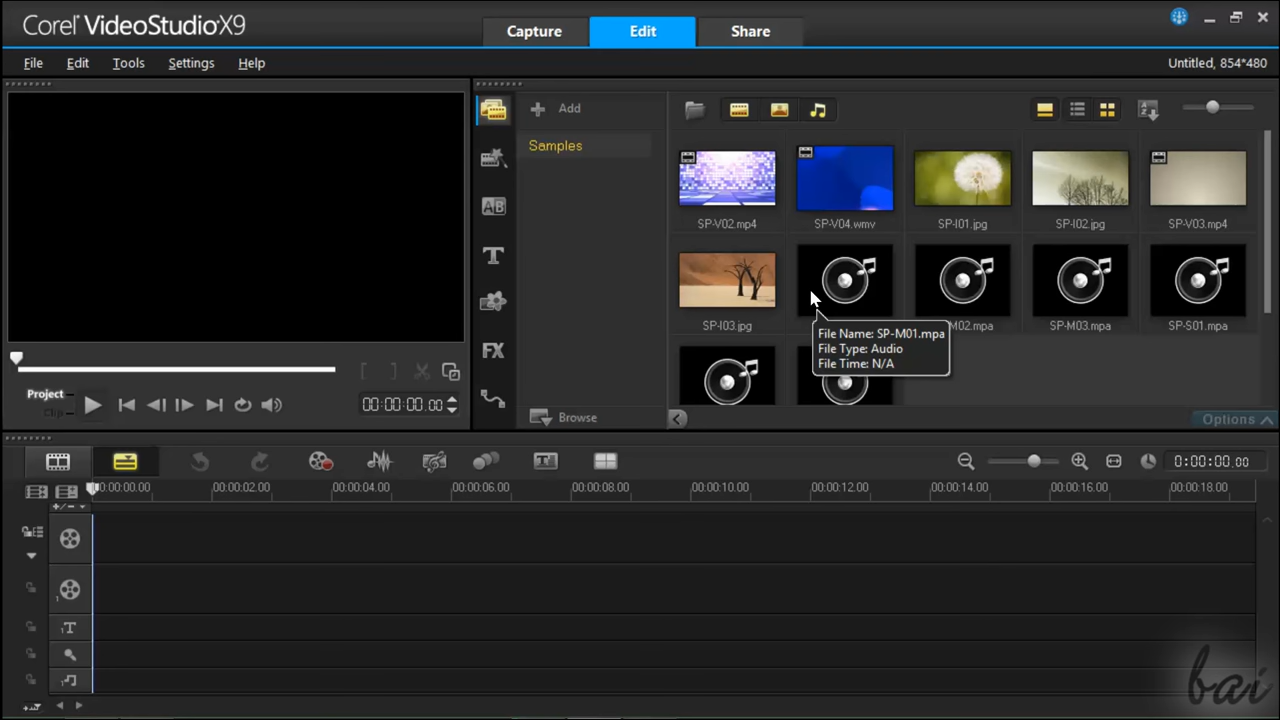 Corel VideoStudio X9
Capture
Edit
Share
File
Edit
Tools
Settings
Help
Untitled, 854*480
Add
Samples
SP-V02.mp4
SP-V04.wmv
SP-I01.jpg
SP-I02.jpg
SP-V03.mp4
SP-I03.jpg
M02.mpa
SP-M03.mpa
SP-S01.mpa
File Name: SP-M01.mpa
File Type: Audio
File Time: N/A
AB
T
FX
Project
Clip
00:00:00.00
Browse
Options
0:00:00.00
00:00:00.00
00:00:02.00
00:00:04.00
00:00:06.00
00:00:08.00
00:00:10.00
00:00:12.00
00:00:14.00
00:00:16.00
00:00:18.00
1
1T
1
bai